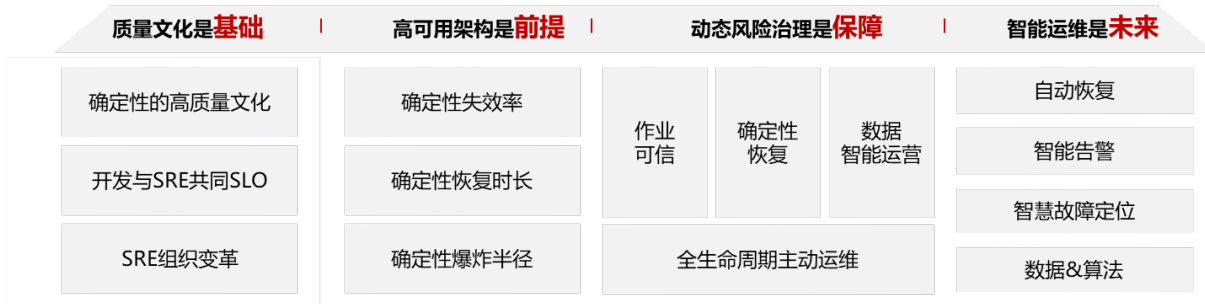 质量文化是基础
高可用架构是前提
动态风险治理是保障
智能运维是未来
确定性的高质量文化
开发与SRE共同SLO
SRE组织变革
确定性失效率
确定性恢复时长
确定性爆炸半径
作业
可信
确定性
恢复
数据
智能运营
全生命周期主动运维
自动恢复
智能告警
智慧故障定位
数据&算法